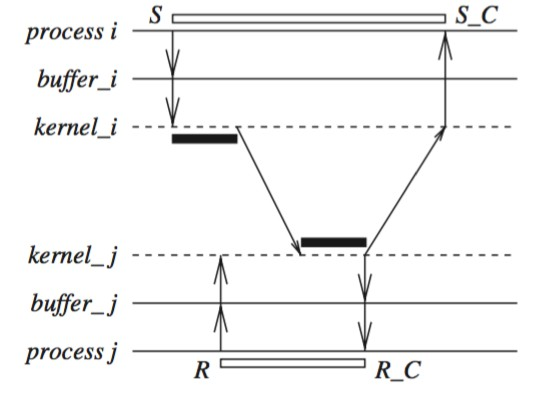 S S_C
process i
buffer_i
kernel_i
kernel_j
buffer_j
process j
R R_C